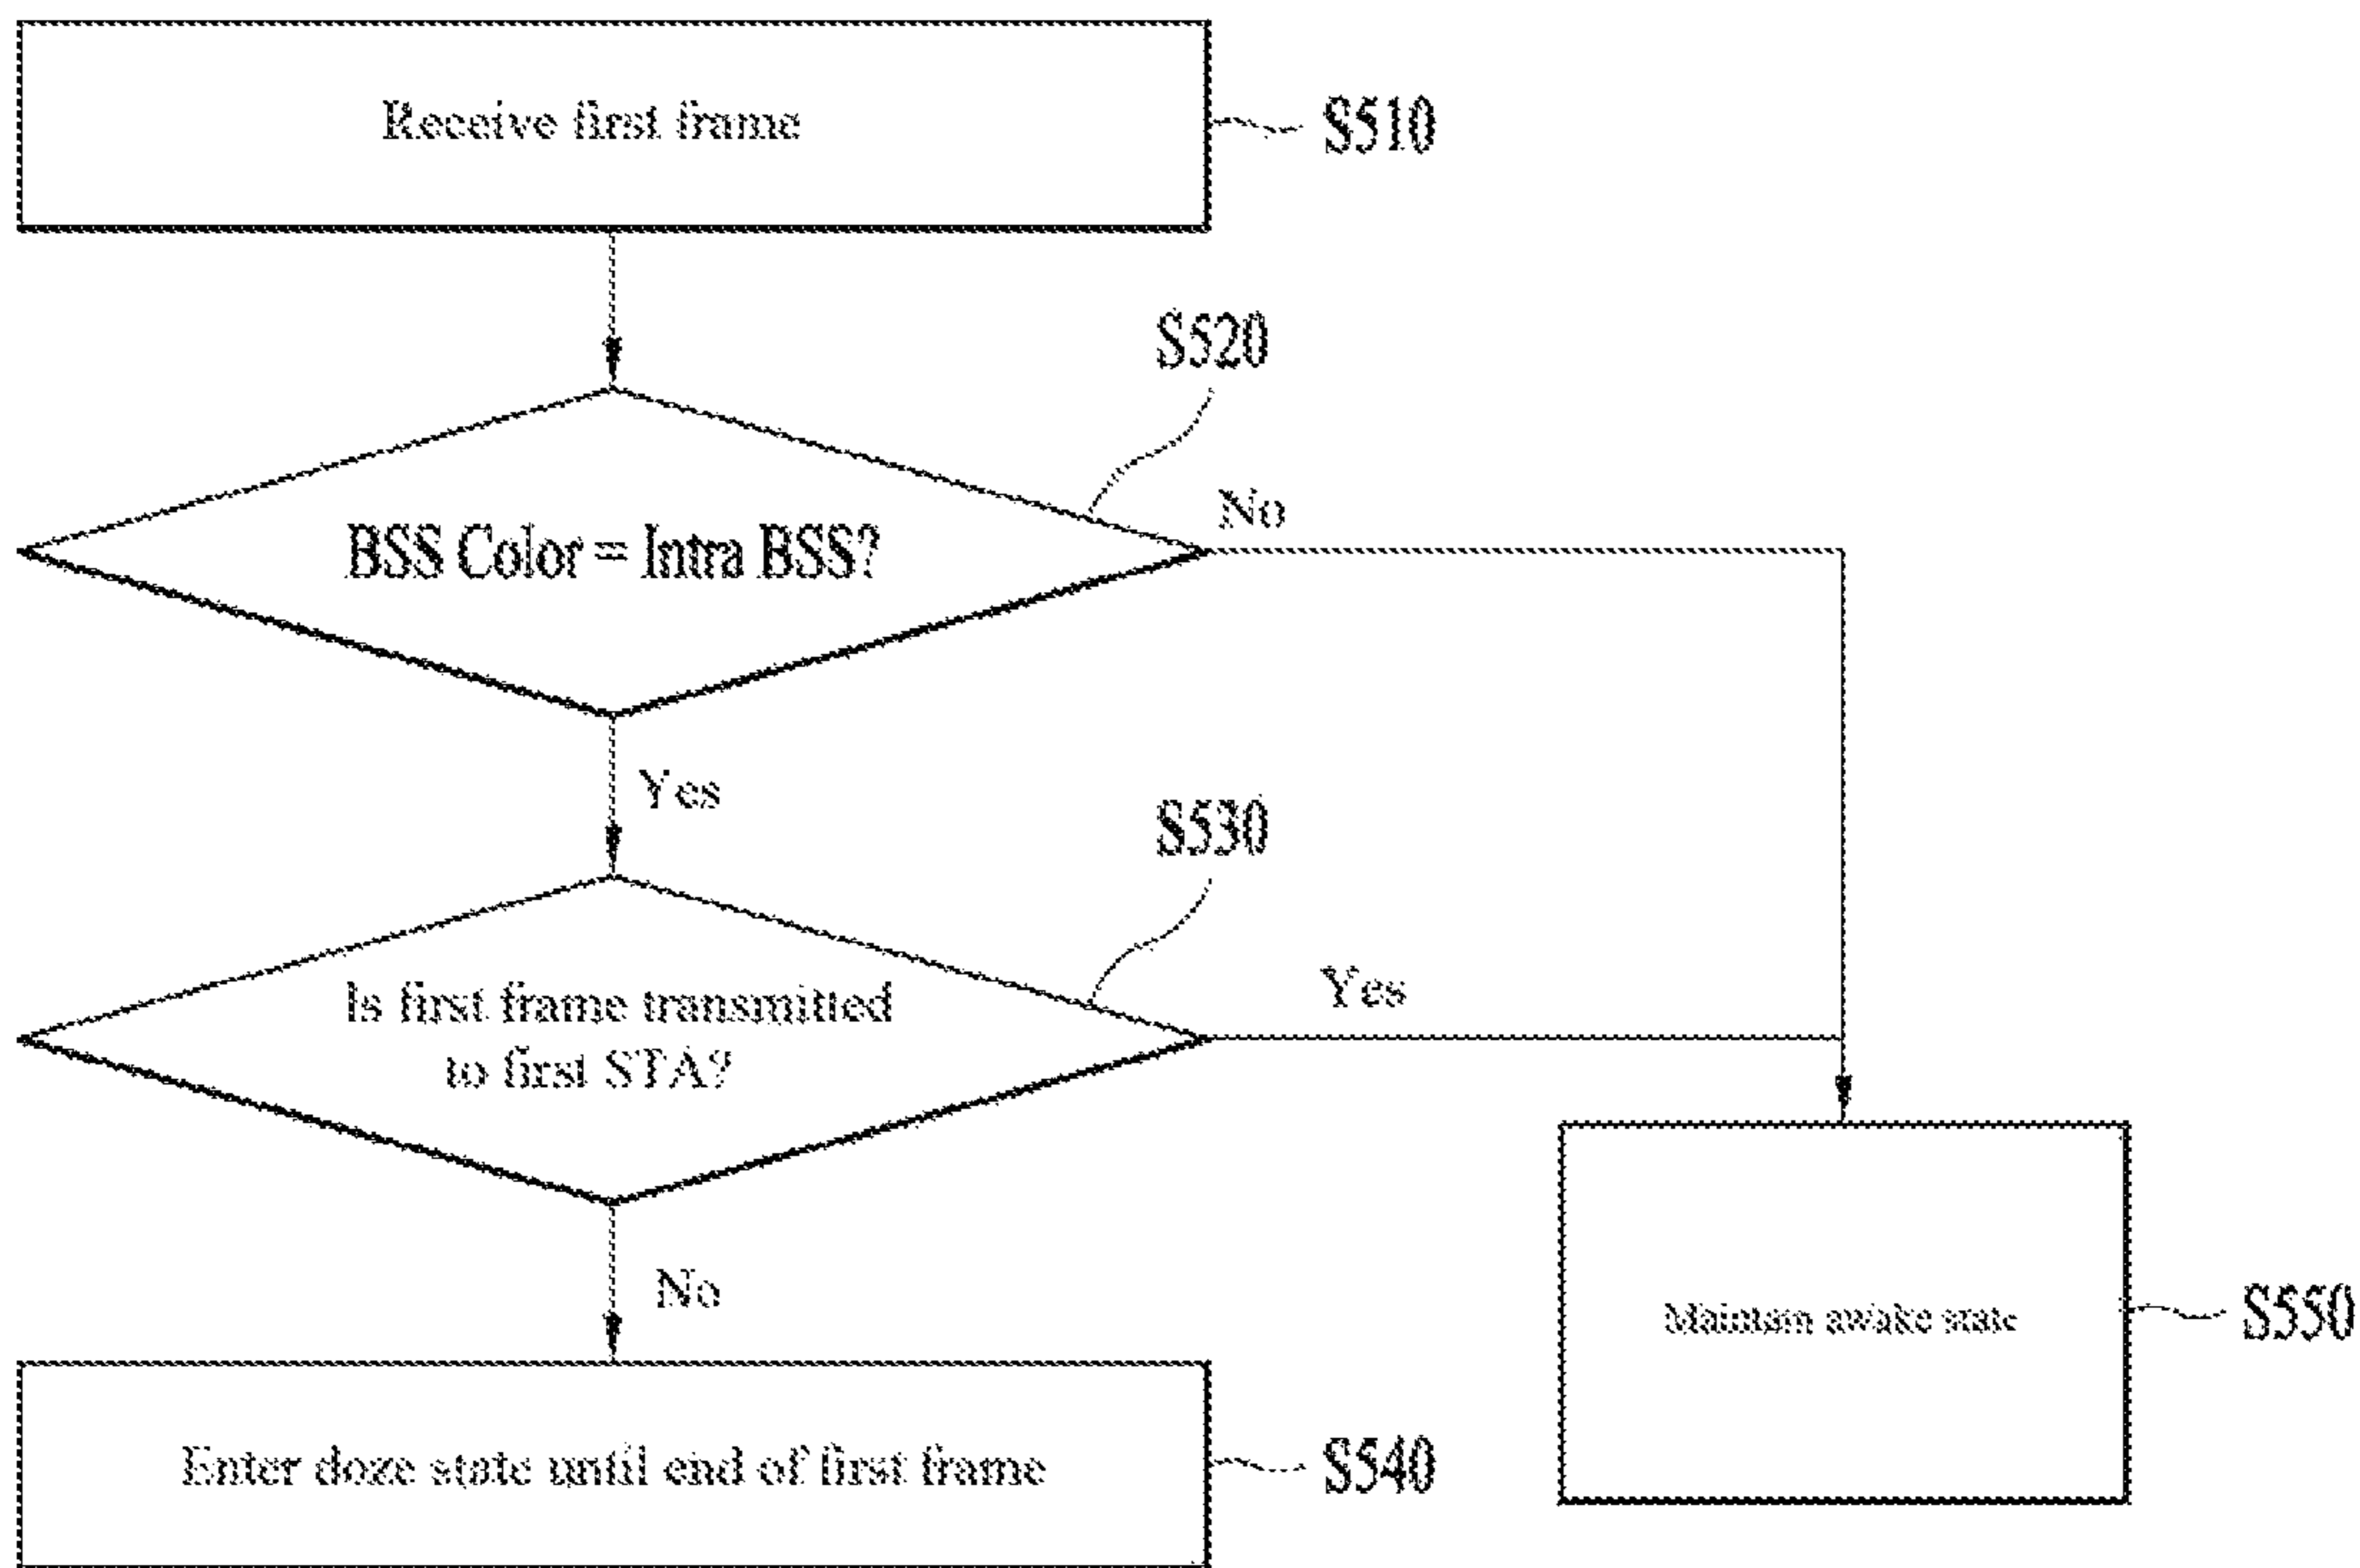 Receive first frame
S510
S520
BSS Color = Intra BSS?
No
Yes
S530
Is first frame transmitted
to first STA?
Yes
No
Maintain awake state
S550
Enter doze state until end of first frame
S540